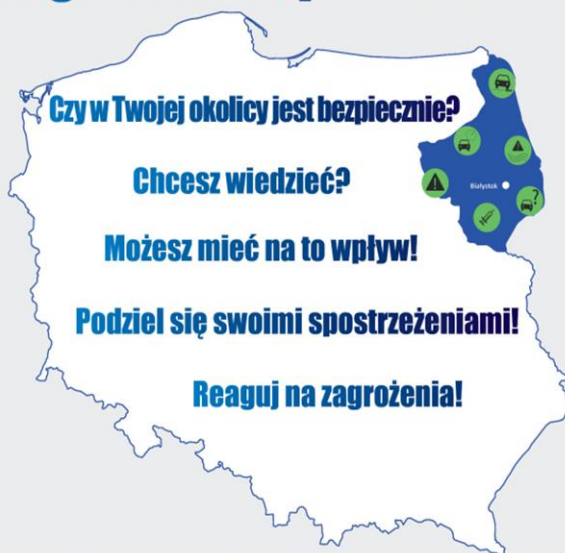 Czy w Twojej okolicy jest bezpiecznie?
Chcesz wiedzieć?
Białystok
Możesz mieć na to wpływ!
Podziel się swoimi spostrzeżeniami!
Reaguj na zagrożenia!